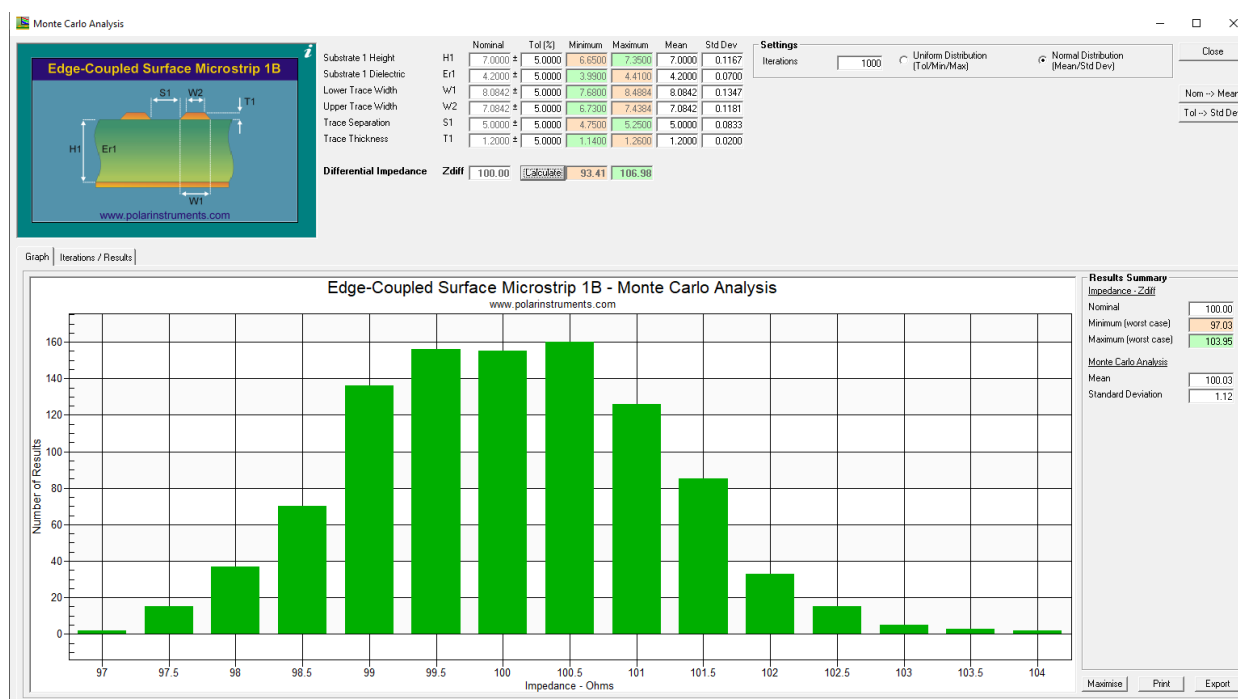 Monte Carlo Analysis
Edge-Coupled Surface Microstrip 1B
i
S1 W2 T1
H1 Er1
W1
www.polarinstruments.com
Nominal Tol (%) Minimum Maximum Mean Std Dev
Substrate 1 Height H1 7.0000 ± 5.0000 6.6500 7.3500 7.0000 0.1167
Substrate 1 Dielectric Er1 4.2000 ± 5.0000 3.9900 4.4100 4.2000 0.0700
Lower Trace Width W1 8.0842 ± 5.0000 7.6800 8.4884 8.0842 0.1347
Upper Trace Width W2 7.0842 ± 5.0000 6.7300 7.4384 7.0842 0.1181
Trace Separation S1 5.0000 ± 5.0000 4.7500 5.2500 5.0000 0.0833
Trace Thickness T1 1.2000 ± 5.0000 1.1400 1.2600 1.2000 0.0200
Differential Impedance Zdiff 100.00 Calculate 93.41 106.98
Settings
Iterations 1000
Uniform Distribution
(Tol/Min/Max)
Normal Distribution
(Mean/Std Dev)
Close
Nom --> Mean
Tol --> Std Dev
Graph Iterations / Results
Edge-Coupled Surface Microstrip 1B - Monte Carlo Analysis
www.polarinstruments.com
Number of Results
160
140
120
100
80
60
40
20
0
97 97.5 98 98.5 99 99.5 100 100.5 101 101.5 102 102.5 103 103.5 104
Impedance - Ohms
Results Summary
Impedance - Zdiff
Nominal 100.00
Minimum (worst case) 97.03
Maximum (worst case) 103.95
Monte Carlo Analysis
Mean 100.03
Standard Deviation 1.12
Maximise Print Export